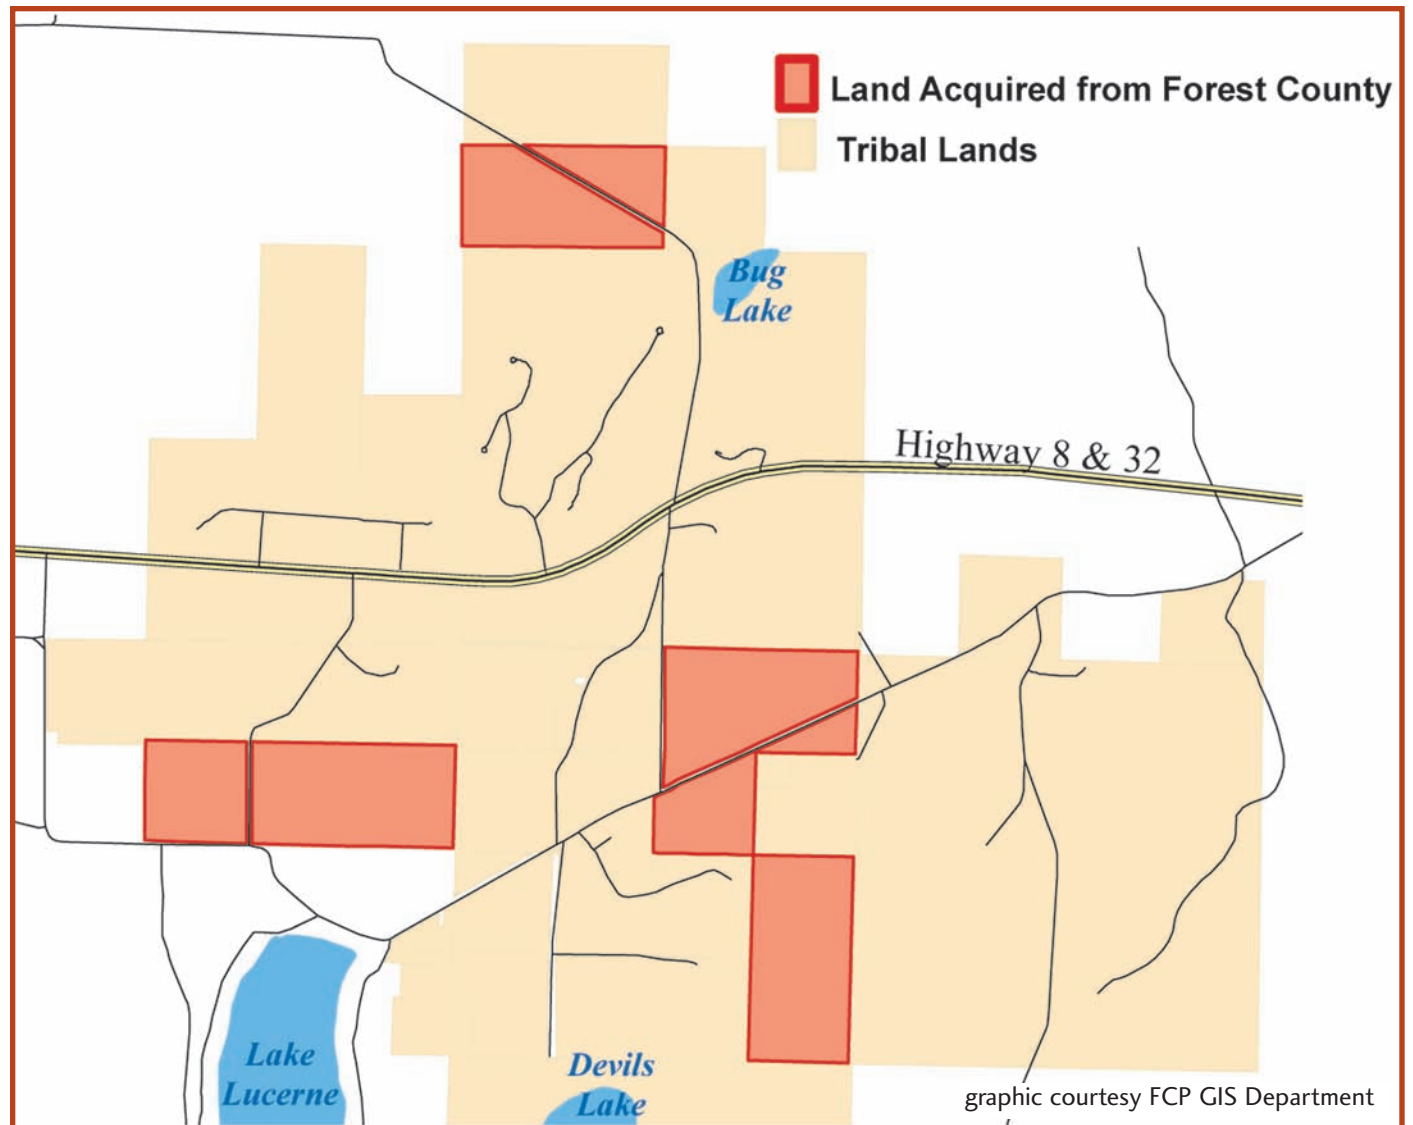 Land Acquired from Forest County
Tribal Lands
Bug
Lake
Highway 8 & 32
Lake
Lucerne
Devils
Lake
graphic courtesy FCP GIS Department